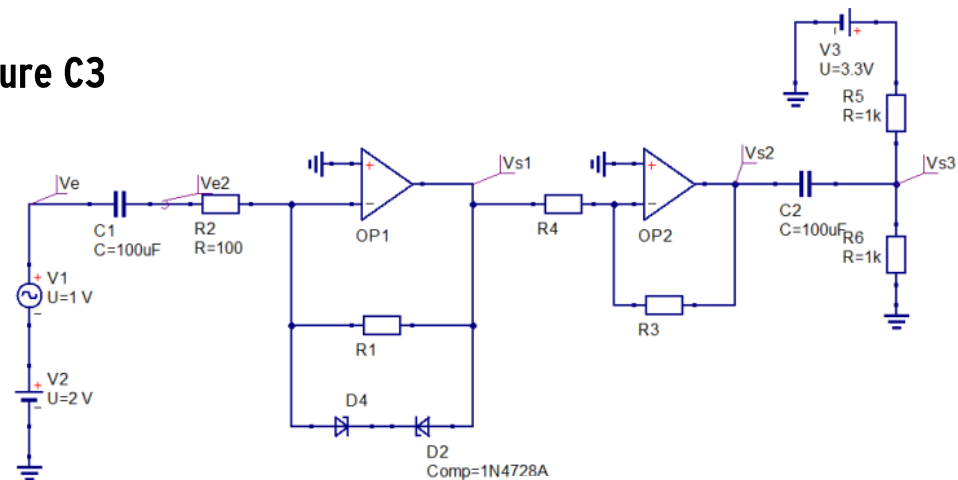 ure C3
V3
U=3.3V
R5
R=1k
Ve
Ve2
Vs1
Vs2
Vs3
C1
C=100uF
R2
R=100
OP1
R4
OP2
C2
C=100uF
R6
R=1k
V1
U=1 V
R1
R3
V2
U=2 V
D4
D2
Comp=1N4728A